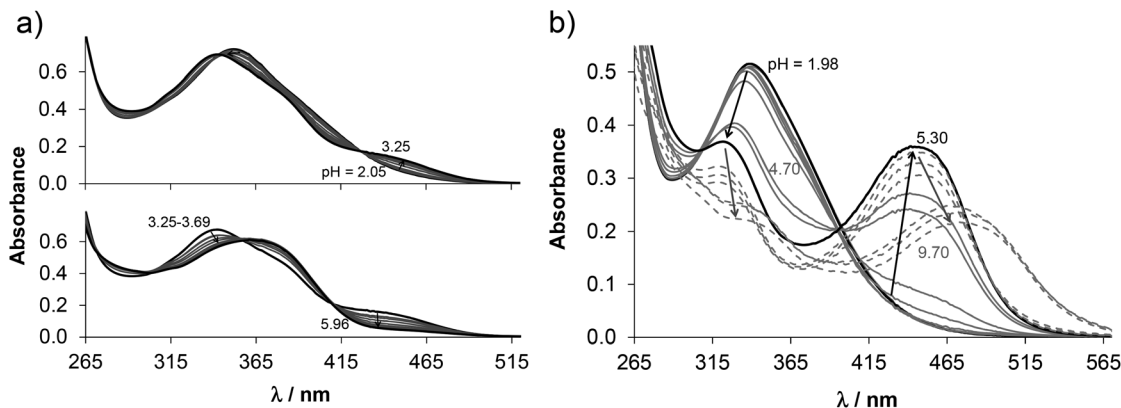 a)
0.6
0.4
0.2
0.0
Absorbance
3.25
pH = 2.05
0.6
0.4
0.2
0.0
Absorbance
3.25-3.69
5.96
265 315 365 415 465 515
λ / nm
b)
0.5
0.4
0.3
0.2
0.1
0.0
Absorbance
pH = 1.98
5.30
4.70
9.70
265 315 365 415 465 515 565
λ / nm